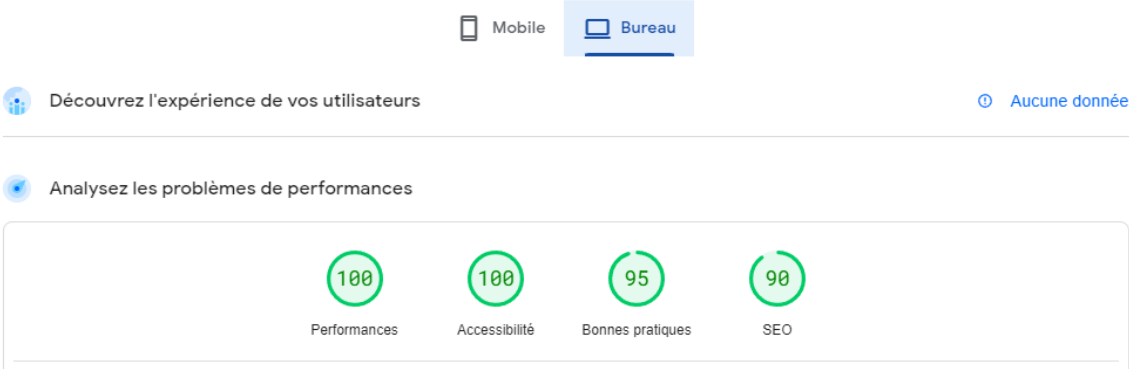 Mobile
Bureau
Découvrez l'expérience de vos utilisateurs
Aucune donnée
Analysez les problèmes de performances
100
100
95
90
Performances
Accessibilité
Bonnes pratiques
SEO